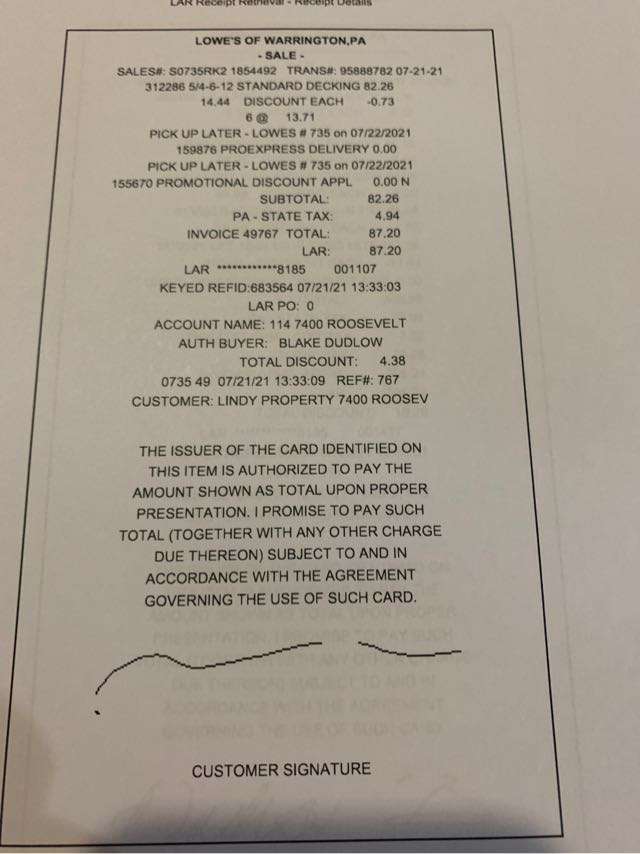 LAR Receipt Retrieval - Receipt Details
LOWE'S OF WARRINGTON,PA
- SALE -
SALES#: S0735RK2 1854492 TRANS#: 95888782 07-21-21
312286 5/4-6-12 STANDARD DECKING 82.26
14.44 DISCOUNT EACH -0.73
6 @ 13.71
PICK UP LATER - LOWES # 735 on 07/22/2021
159876 PROEXPRESS DELIVERY 0.00
PICK UP LATER - LOWES # 735 on 07/22/2021
155670 PROMOTIONAL DISCOUNT APPL 0.00 N
SUBTOTAL: 82.26
PA - STATE TAX: 4.94
INVOICE 49767 TOTAL: 87.20
LAR: 87.20
LAR ************8185 001107
KEYED REFID:683564 07/21/21 13:33:03
LAR PO: 0
ACCOUNT NAME: 114 7400 ROOSEVELT
AUTH BUYER: BLAKE DUDLOW
TOTAL DISCOUNT: 4.38
0735 49 07/21/21 13:33:09 REF#: 767
CUSTOMER: LINDY PROPERTY 7400 ROOSEV
THE ISSUER OF THE CARD IDENTIFIED ON
THIS ITEM IS AUTHORIZED TO PAY THE
AMOUNT SHOWN AS TOTAL UPON PROPER
PRESENTATION. I PROMISE TO PAY SUCH
TOTAL (TOGETHER WITH ANY OTHER CHARGE
DUE THEREON) SUBJECT TO AND IN
ACCORDANCE WITH THE AGREEMENT
GOVERNING THE USE OF SUCH CARD.
CUSTOMER SIGNATURE